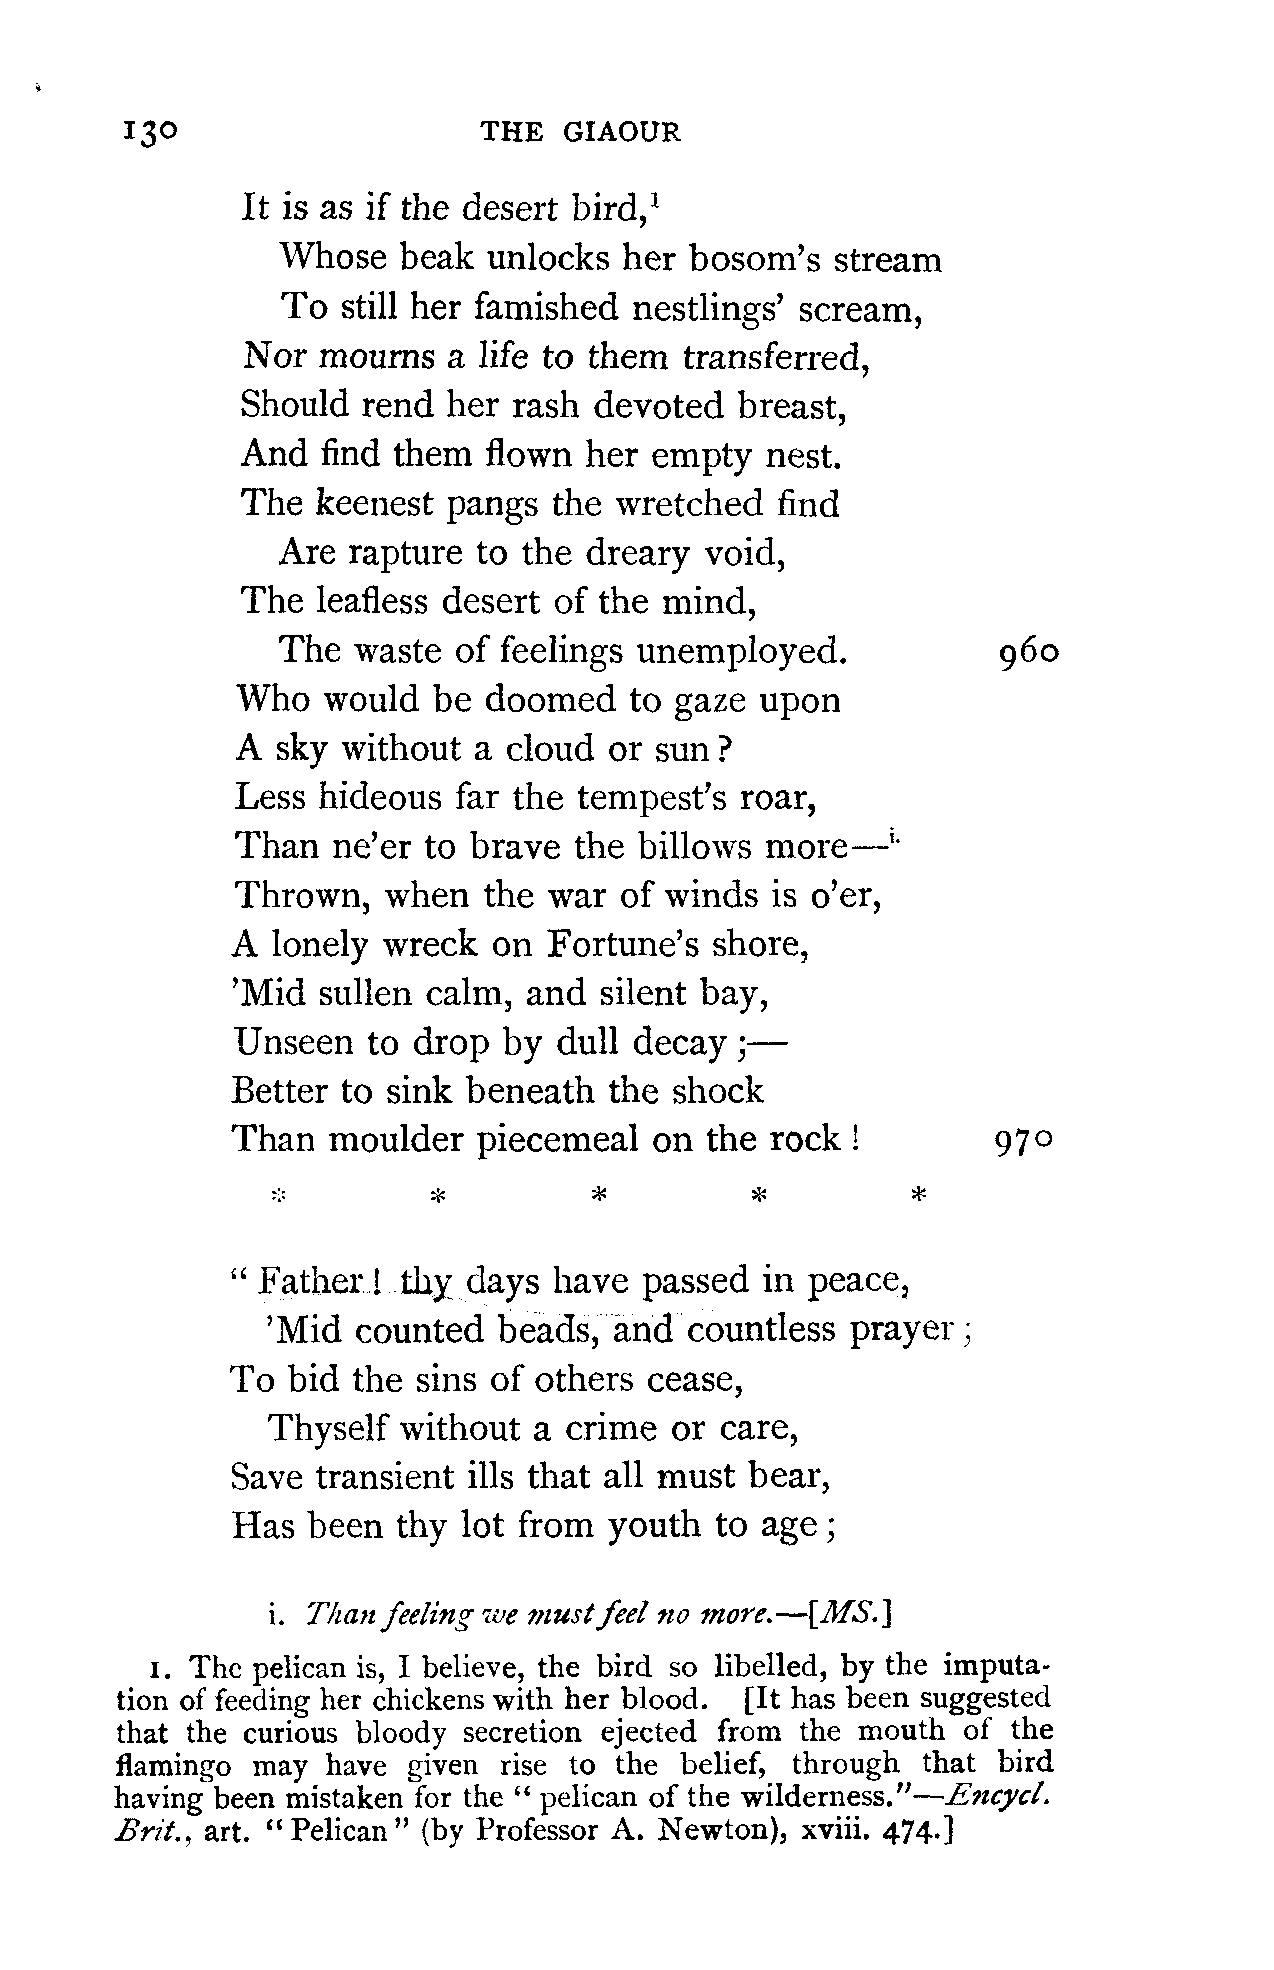 130 THE GIAOUR
It is as if the desert bird,¹
Whose beak unlocks her bosom's stream
To still her famished nestlings' scream,
Nor mourns a life to them transferred,
Should rend her rash devoted breast,
And find them flown her empty nest.
The keenest pangs the wretched find
Are rapture to the dreary void,
The leafless desert of the mind,
The waste of feelings unemployed. 960
Who would be doomed to gaze upon
A sky without a cloud or sun?
Less hideous far the tempest's roar,
Than ne'er to brave the billows more—i.
Thrown, when the war of winds is o'er,
A lonely wreck on Fortune's shore,
'Mid sullen calm, and silent bay,
Unseen to drop by dull decay;—
Better to sink beneath the shock
Than moulder piecemeal on the rock! 970
* * * * *
"Father! thy days have passed in peace,
'Mid counted beads, and countless prayer;
To bid the sins of others cease,
Thyself without a crime or care,
Save transient ills that all must bear,
Has been thy lot from youth to age;
i. Than feeling we must feel no more.—[MS.]
1. The pelican is, I believe, the bird so libelled, by the imputa-
tion of feeding her chickens with her blood. [It has been suggested
that the curious bloody secretion ejected from the mouth of the
flamingo may have given rise to the belief, through that bird
having been mistaken for the "pelican of the wilderness."—Encycl.
Brit., art. "Pelican" (by Professor A. Newton), xviii. 474.]